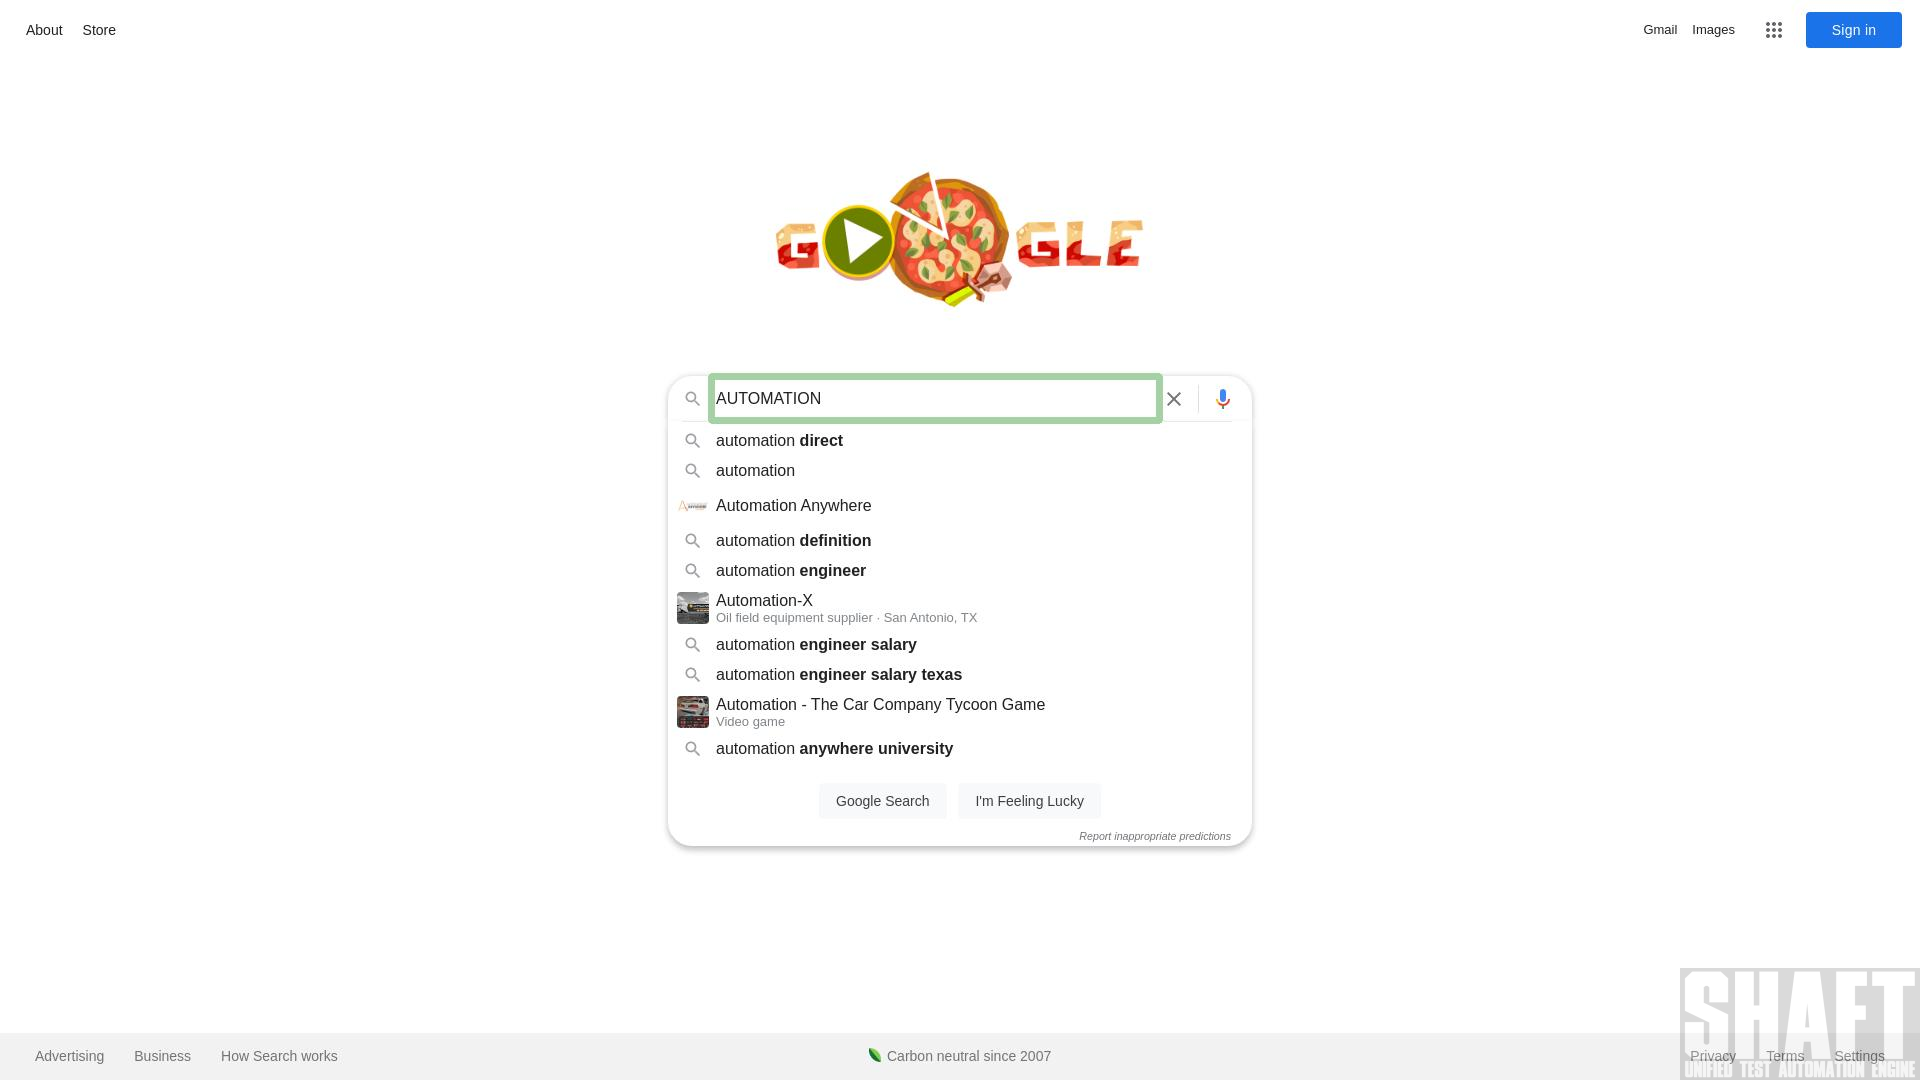 About Store
Gmail Images Sign in
GOOGLE
AUTOMATION
automation direct
automation
Automation Anywhere
automation definition
automation engineer
Automation-X
Oil field equipment supplier · San Antonio, TX
automation engineer salary
automation engineer salary texas
Automation - The Car Company Tycoon Game
Video game
automation anywhere university
Google Search I'm Feeling Lucky
Report inappropriate predictions
SHAFT
UNIFIED TEST AUTOMATION ENGINE
Advertising Business How Search works Carbon neutral since 2007 Privacy Terms Settings